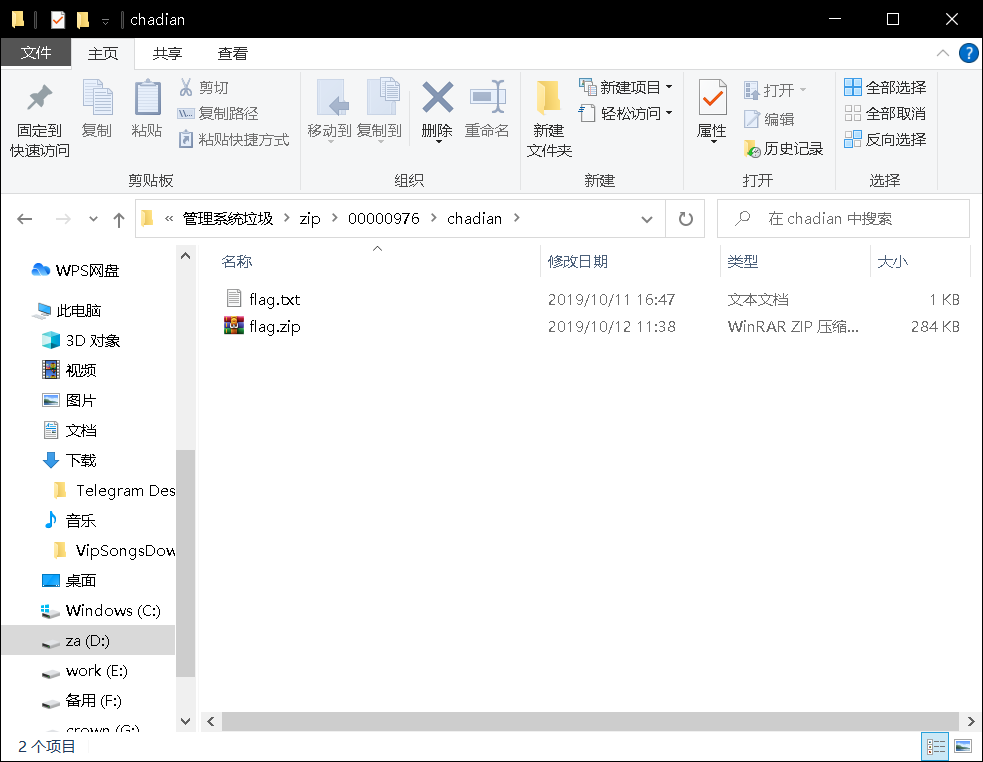 chadian
文件 主页 共享 查看
固定到
快速访问
复制
粘贴
剪切
复制路径
粘贴快捷方式
剪贴板
移动到 复制到 删除 重命名
组织
新建
文件夹
新建项目
轻松访问
新建
属性
打开
编辑
历史记录
打开
全部选择
全部取消
反向选择
选择
« 管理系统垃圾 > zip > 00000976 > chadian >
在 chadian 中搜索
WPS网盘
此电脑
3D 对象
视频
图片
文档
下载
Telegram Des
音乐
VipSongsDow
桌面
Windows (C:)
za (D:)
work (E:)
备用 (F:)
crown (G:)
名称 修改日期 类型 大小
flag.txt 2019/10/11 16:47 文本文档 1 KB
flag.zip 2019/10/12 11:38 WinRAR ZIP 压缩... 284 KB
2 个项目